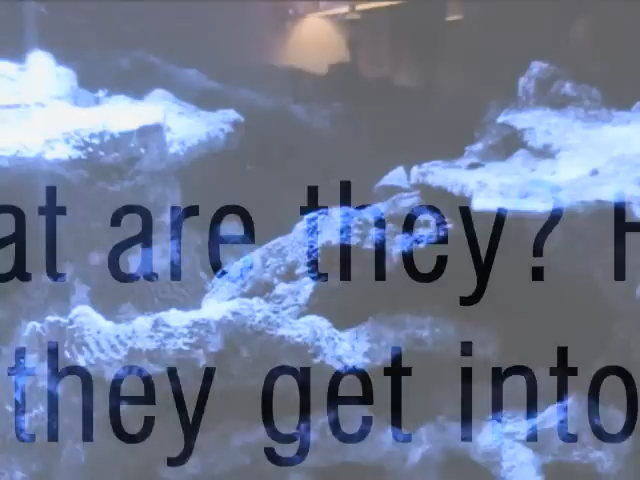 at are they?
they get into